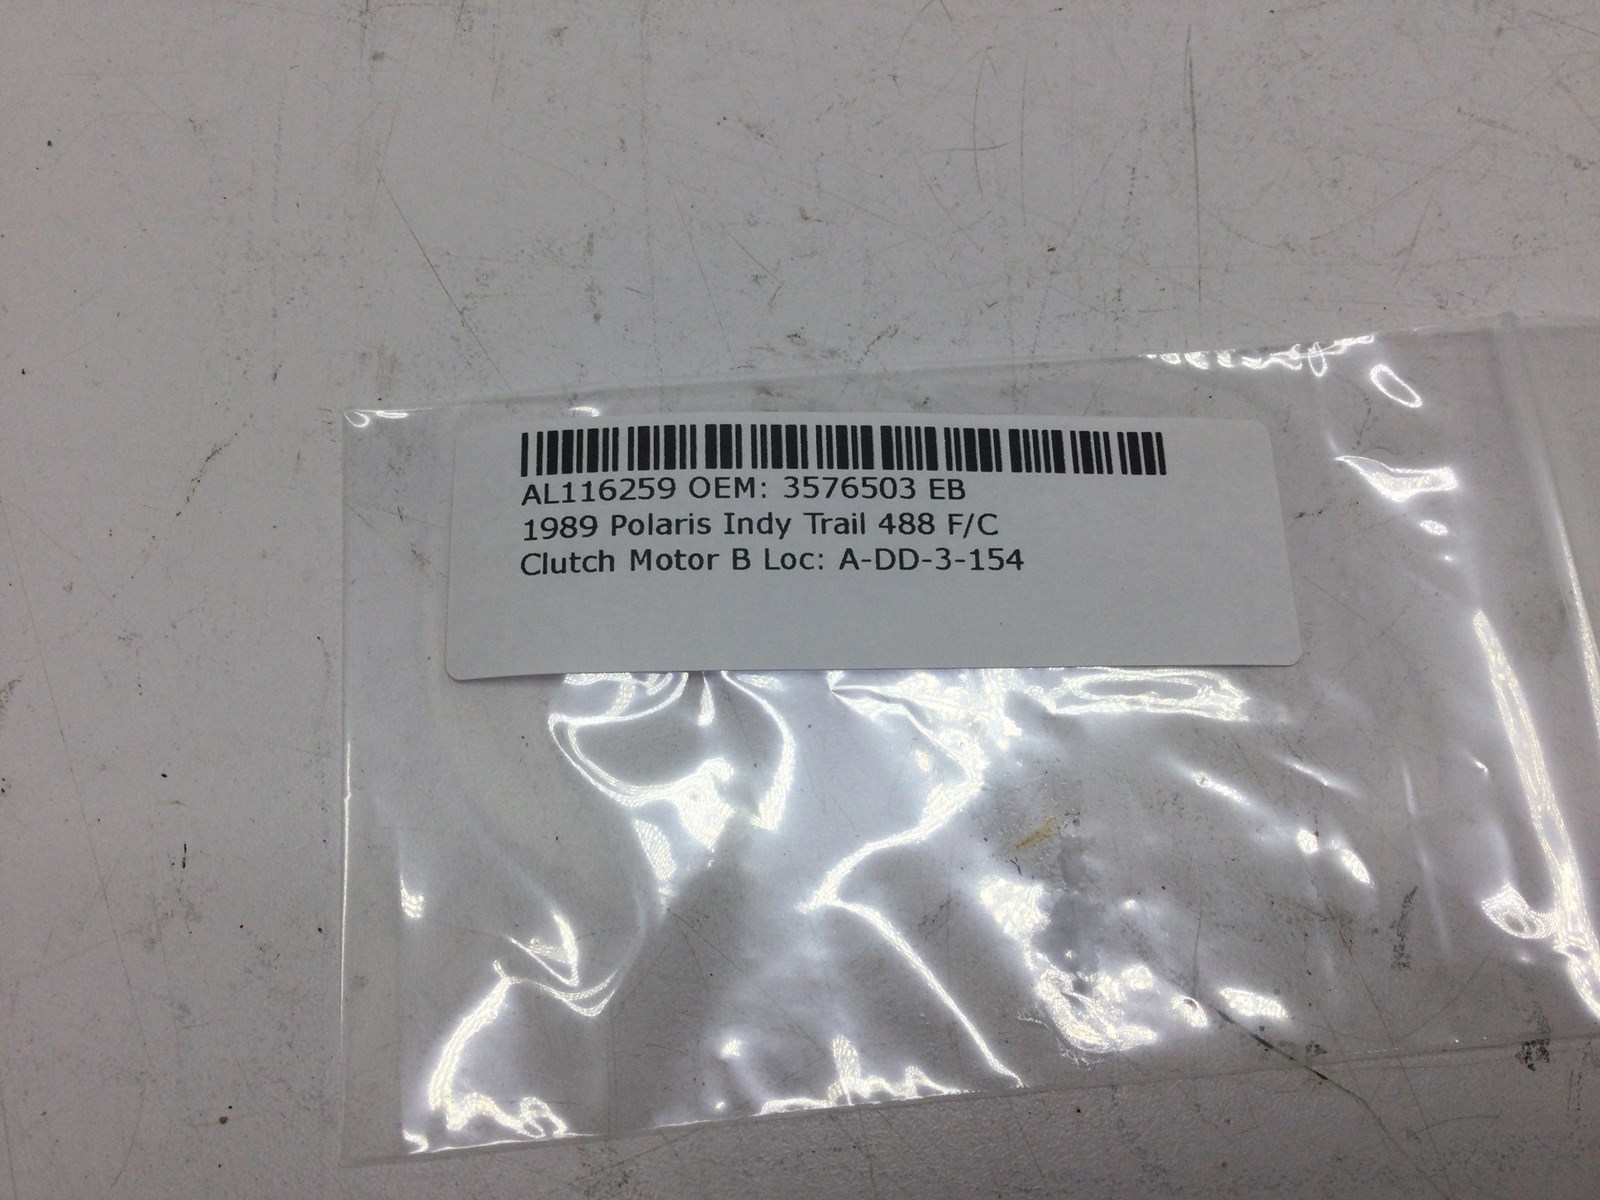 AL116259 OEM: 3576503 EB
1989 Polaris Indy Trail 488 F/C
Clutch Motor B Loc: A-DD-3-154